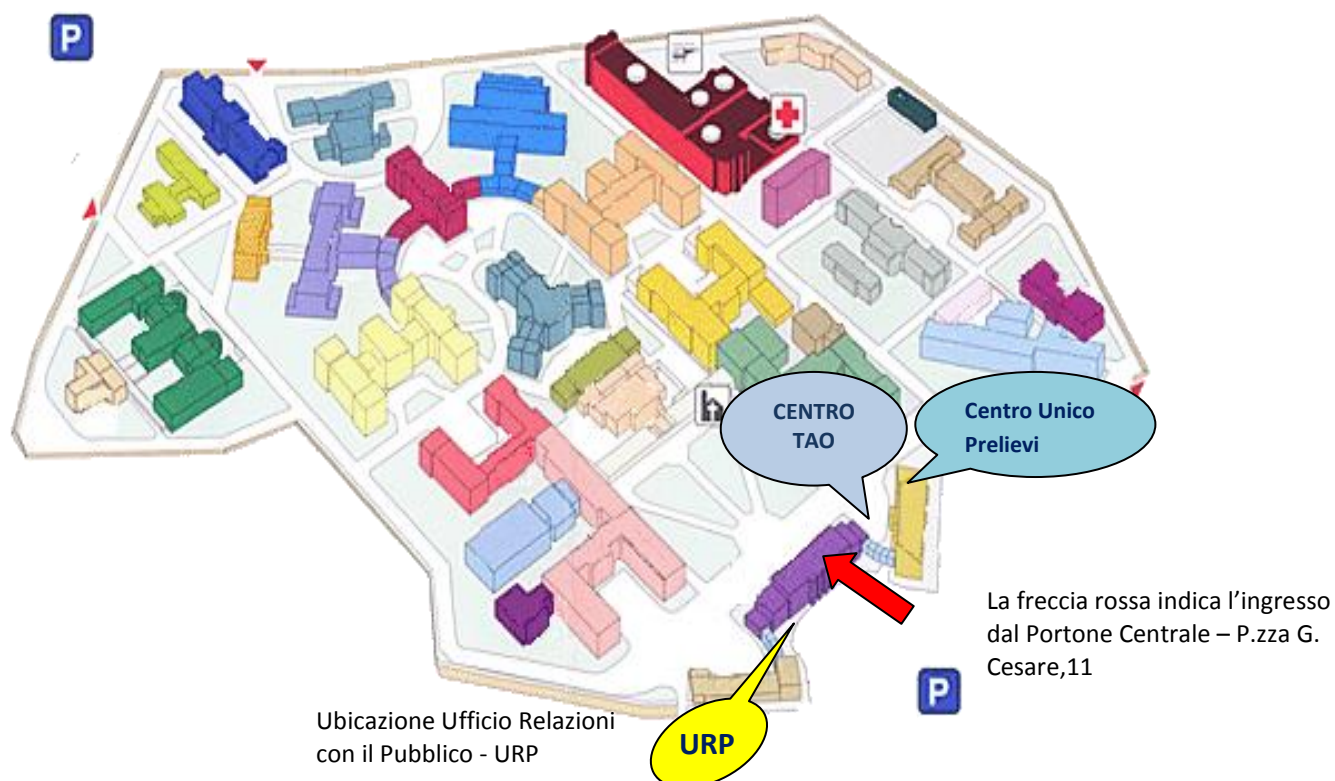 P
CENTRO
TAO
Centro Unico
Prelievi
La freccia rossa indica l’ingresso
dal Portone Centrale – P.zza G.
Cesare,11
P
Ubicazione Ufficio Relazioni
con il Pubblico - URP
URP